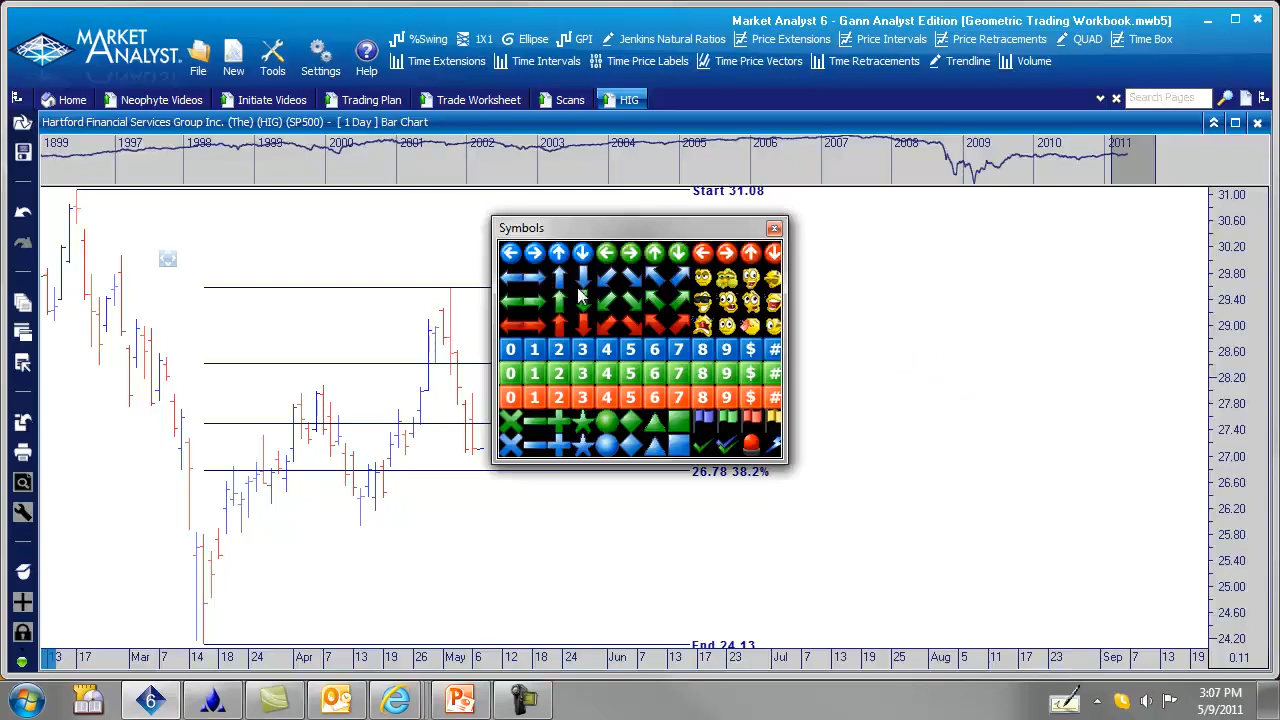 Market Analyst 6 - Gann Analyst Edition [Geometric Trading Workbook.mwb5]
MARKET
ANALYST.
File
New
Tools
Settings
Help
%Swing 1X1 Ellipse GPI Jenkins Natural Ratios Price Extensions Price Intervals Price Retracements QUAD Time Box
Time Extensions Time Intervals Time Price Labels Time Price Vectors Time Retracements Trendline Volume
Home Neophyte Videos Initiate Videos Trading Plan Trade Worksheet Scans HIG Search Pages
Hartford Financial Services Group Inc. (The) (HIG) (SP500) - [ 1 Day ] Bar Chart
1899 1997 1998 1999 2000 2001 2002 2003 2004 2005 2006 2007 2008 2009 2010 2011
Start 31.08
31.00
30.60
30.20
29.80
29.40
29.00
28.60
28.20
27.80
27.40
27.00
26.60
26.20
25.80
25.40
25.00
24.60
24.20
Symbols
0 1 2 3 4 5 6 7 8 9 $ #
0 1 2 3 4 5 6 7 8 9 $ #
0 1 2 3 4 5 6 7 8 9 $ #
26.78 38.2%
End 24.13
13 17 Mar 7 14 18 24 Apr 13 19 26 May 6 12 18 24 Jun 7 13 17 23 Jul 7 13 19 25 Aug 5 11 17 23 Sep 7 13 19 0.11
6
3:07 PM
5/9/2011